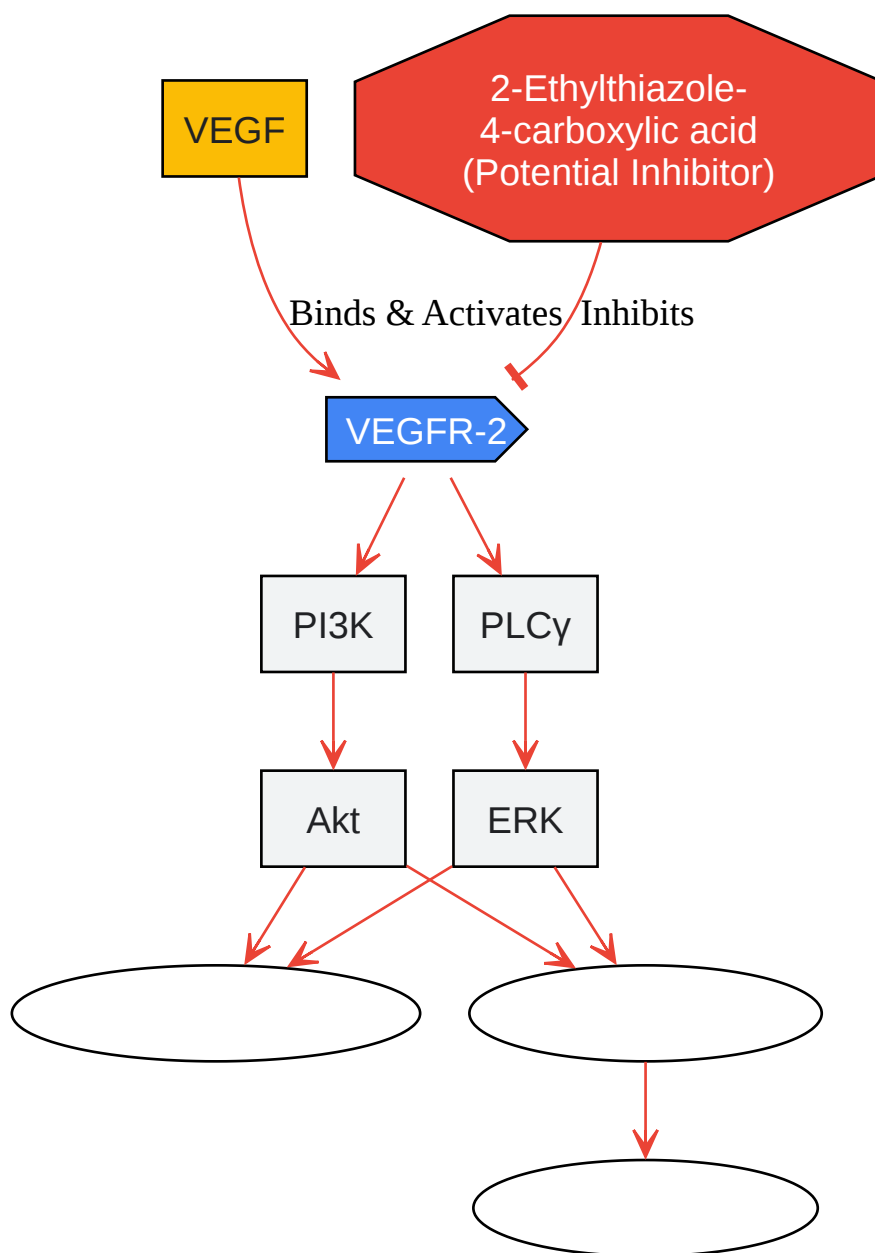 VEGF
2-Ethylthiazole-
4-carboxylic acid
(Potential Inhibitor)
Binds & Activates
Inhibits
VEGFR-2
PI3K
PLCγ
Akt
ERK